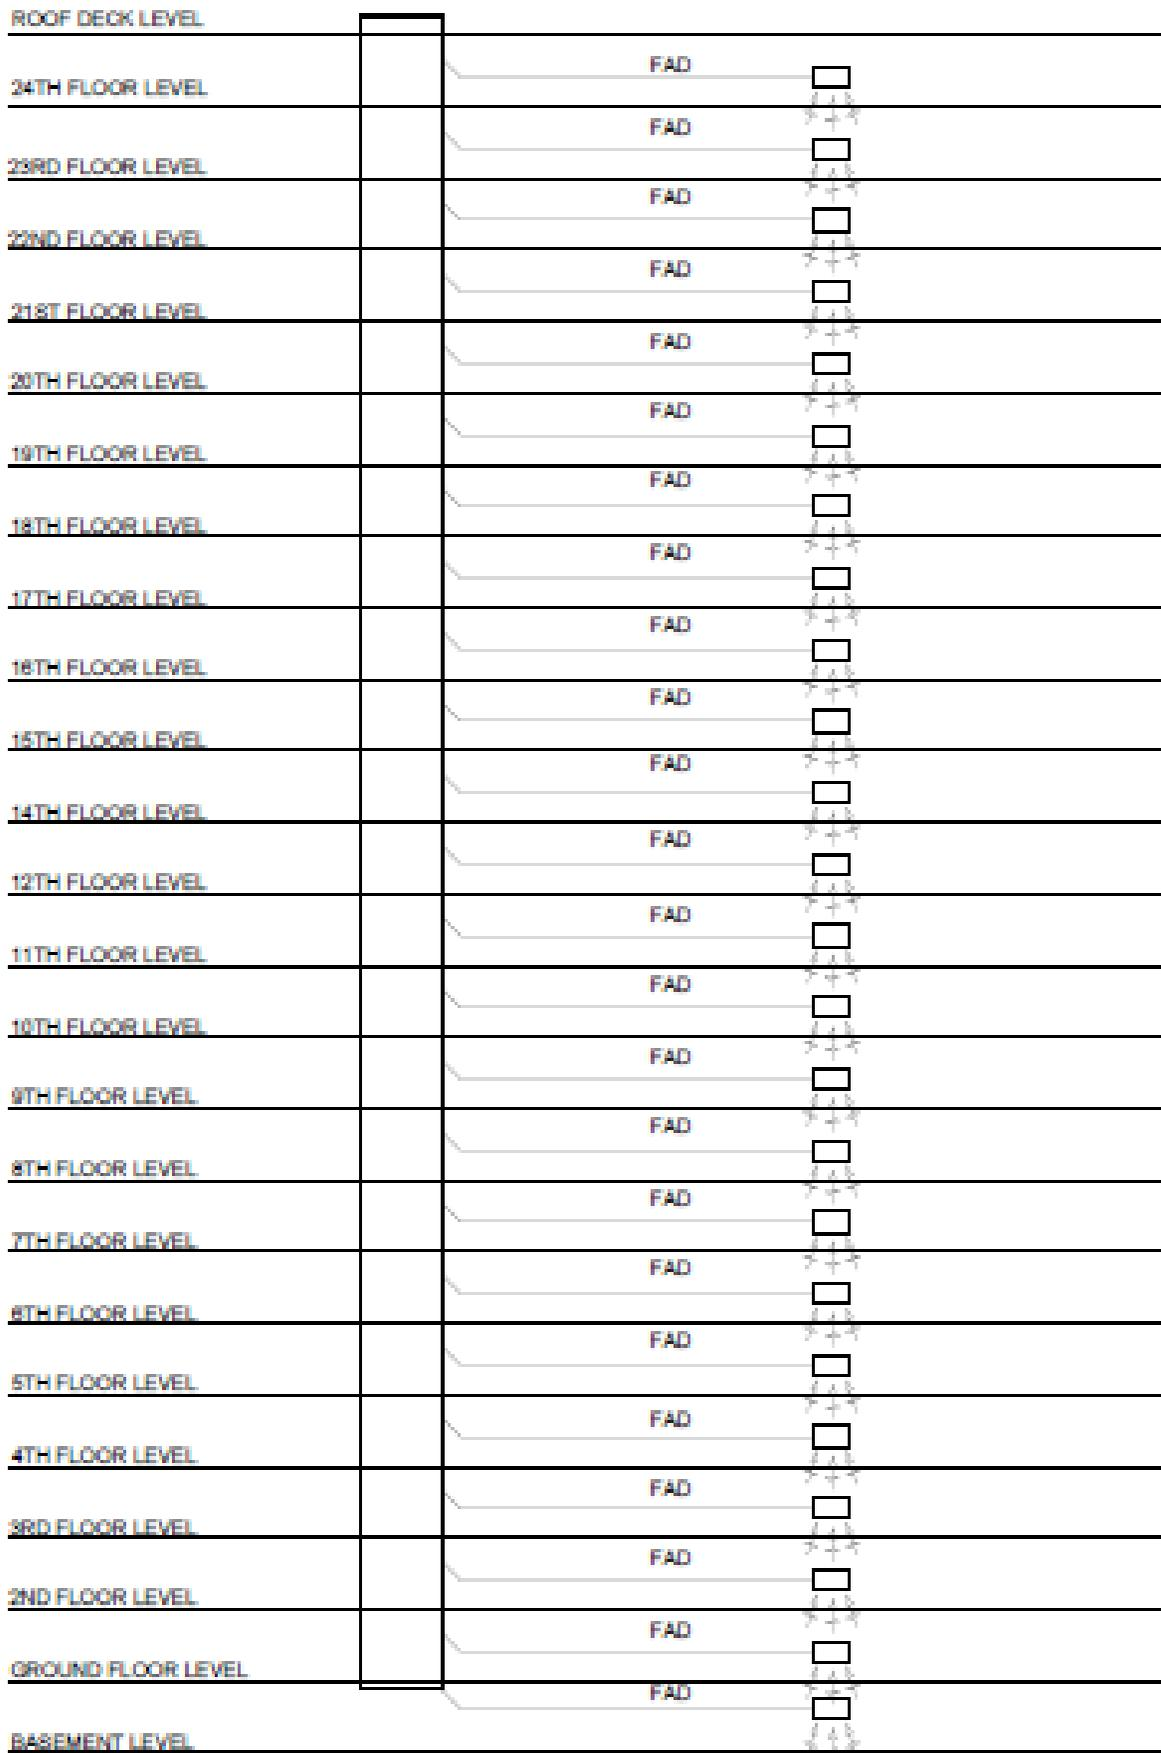 ROOF DECK LEVEL
FAD
24TH FLOOR LEVEL
FAD
23RD FLOOR LEVEL
FAD
22ND FLOOR LEVEL
FAD
21ST FLOOR LEVEL
FAD
20TH FLOOR LEVEL
FAD
19TH FLOOR LEVEL
FAD
18TH FLOOR LEVEL
FAD
17TH FLOOR LEVEL
FAD
16TH FLOOR LEVEL
FAD
15TH FLOOR LEVEL
FAD
14TH FLOOR LEVEL
FAD
12TH FLOOR LEVEL
FAD
11TH FLOOR LEVEL
FAD
10TH FLOOR LEVEL
FAD
9TH FLOOR LEVEL
FAD
8TH FLOOR LEVEL
FAD
7TH FLOOR LEVEL
FAD
6TH FLOOR LEVEL
FAD
5TH FLOOR LEVEL
FAD
4TH FLOOR LEVEL
FAD
3RD FLOOR LEVEL
FAD
2ND FLOOR LEVEL
FAD
GROUND FLOOR LEVEL
FAD
BASEMENT LEVEL